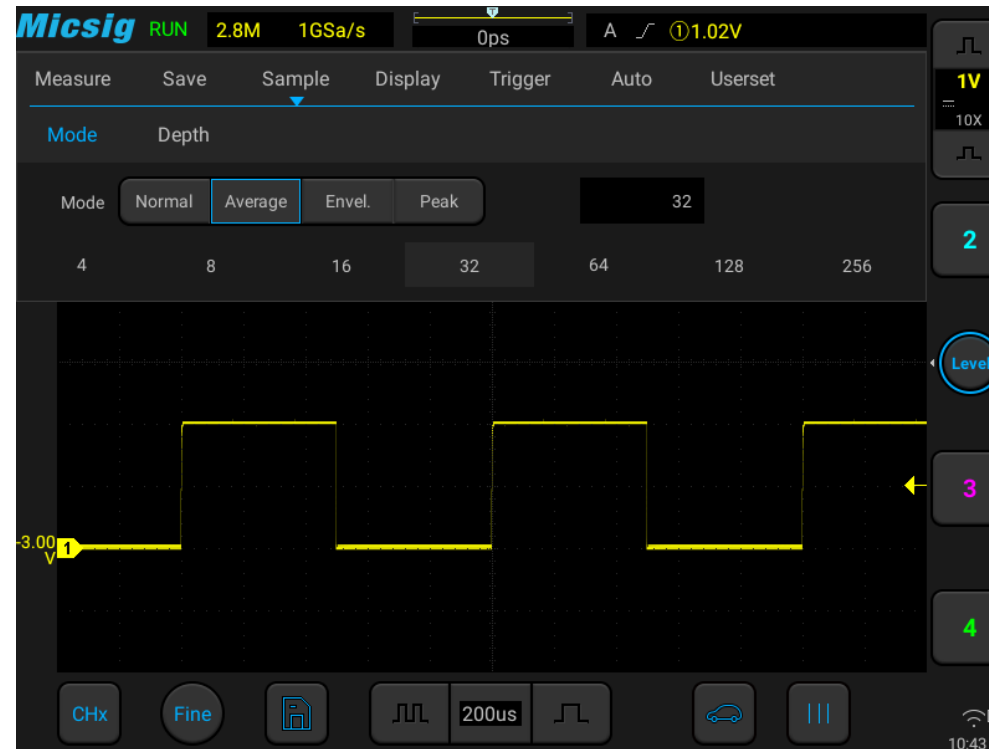 Micsig RUN 2.8M 1GSa/s T 0ps A ①1.02V
Measure Save Sample Display Trigger Auto Userset
1V
10X
Mode Depth
Mode Normal Average Envel. Peak 32
2
4 8 16 32 64 128 256
Level
3
-3.00 V 1
4
CHx Fine 200us
10:43